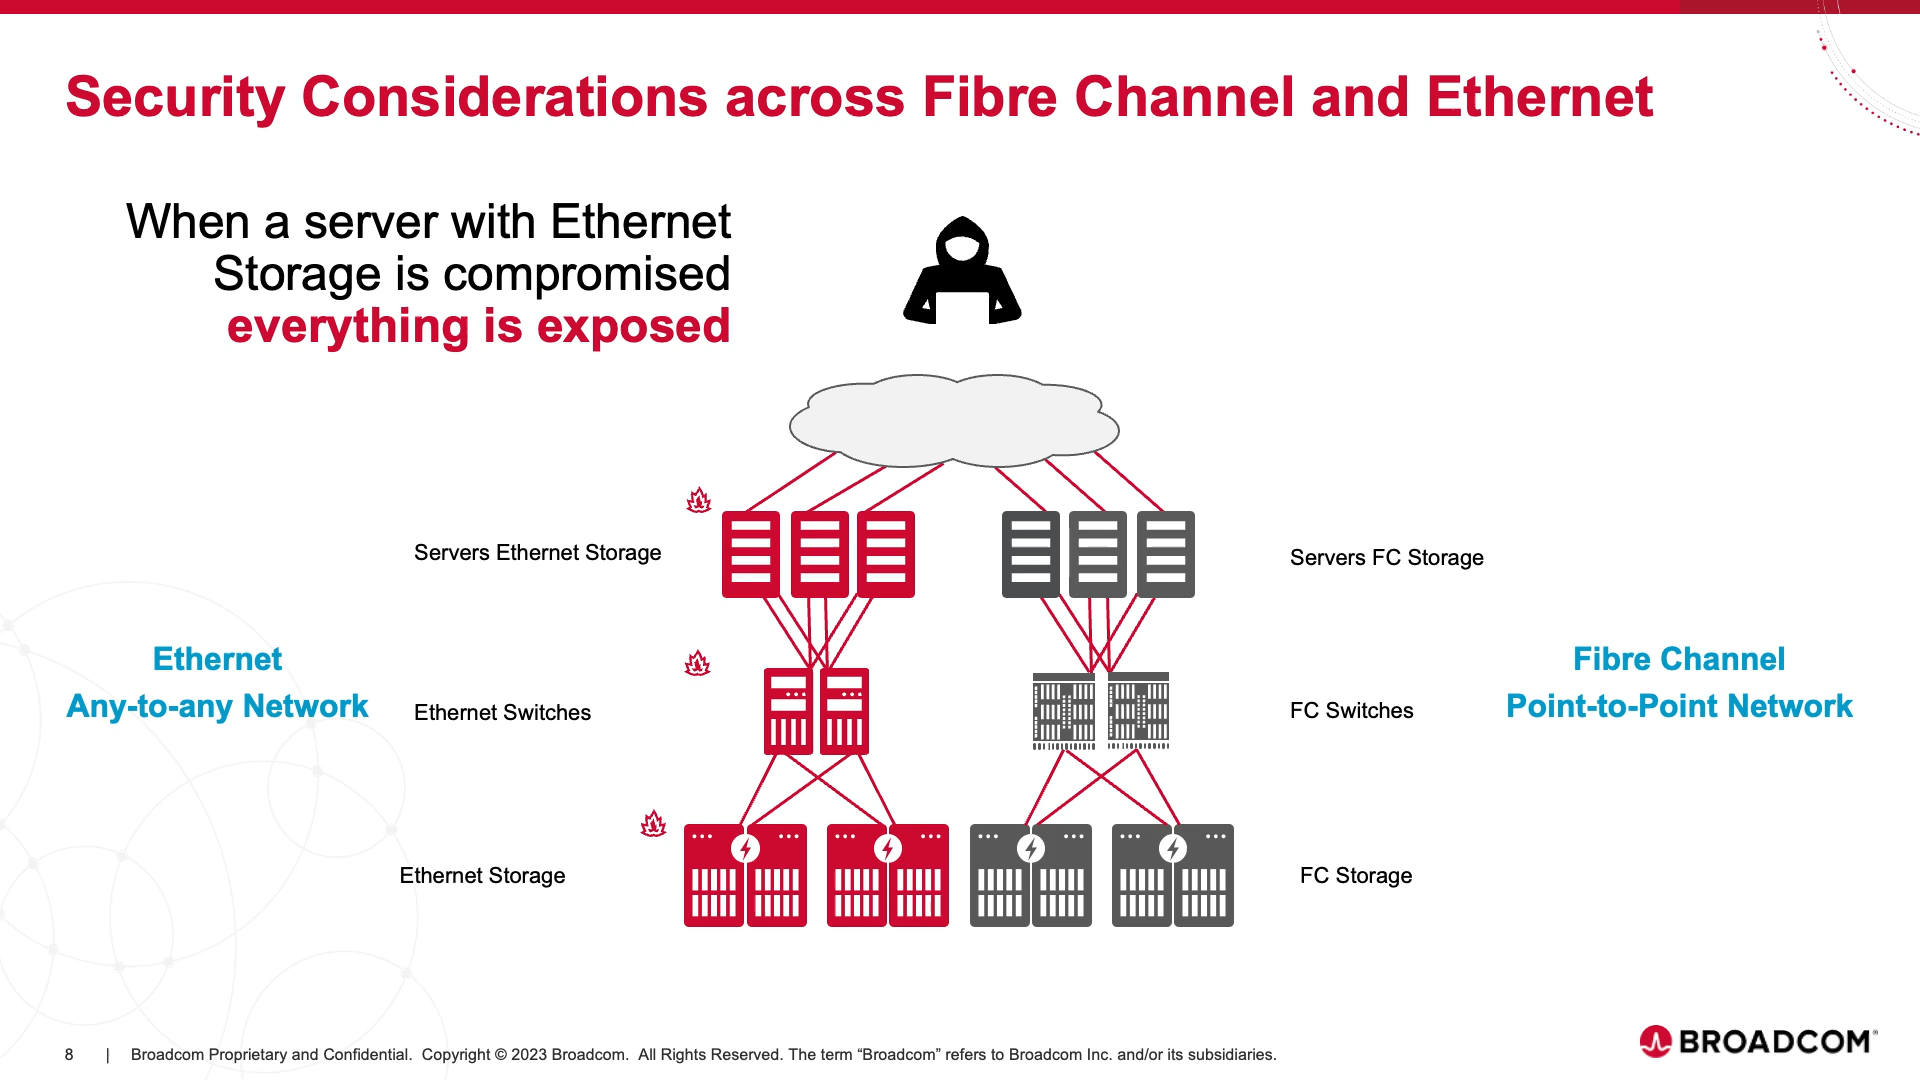 Security Considerations across Fibre Channel and Ethernet
When a server with Ethernet
Storage is compromised
everything is exposed
Servers Ethernet Storage
Servers FC Storage
Ethernet
Any-to-any Network
Ethernet Switches
FC Switches
Fibre Channel
Point-to-Point Network
Ethernet Storage
FC Storage
8 | Broadcom Proprietary and Confidential. Copyright © 2023 Broadcom. All Rights Reserved. The term “Broadcom” refers to Broadcom Inc. and/or its subsidiaries.
BROADCOM®